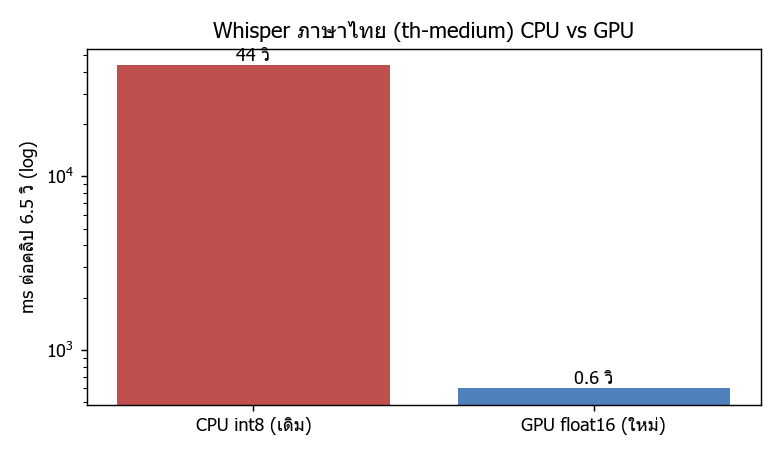 Whisper ภาษาไทย (th-medium) CPU vs GPU
44 วิ
0.6 วิ
ms ต่อคลิป 6.5 วิ (log)
10⁴
10³
CPU int8 (เดิม)
GPU float16 (ใหม่)